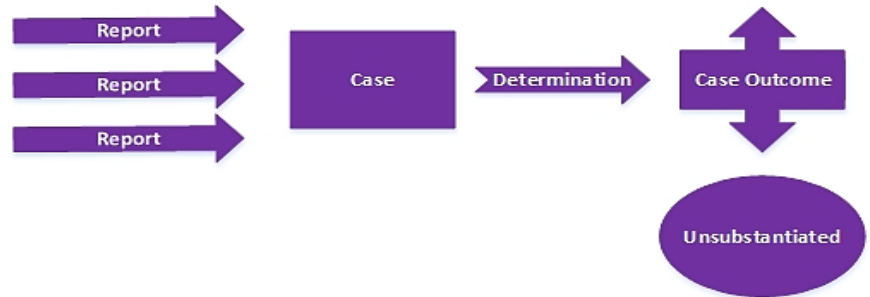 Report
Report
Report
Case
Determination
Case Outcome
Unsubstantiated